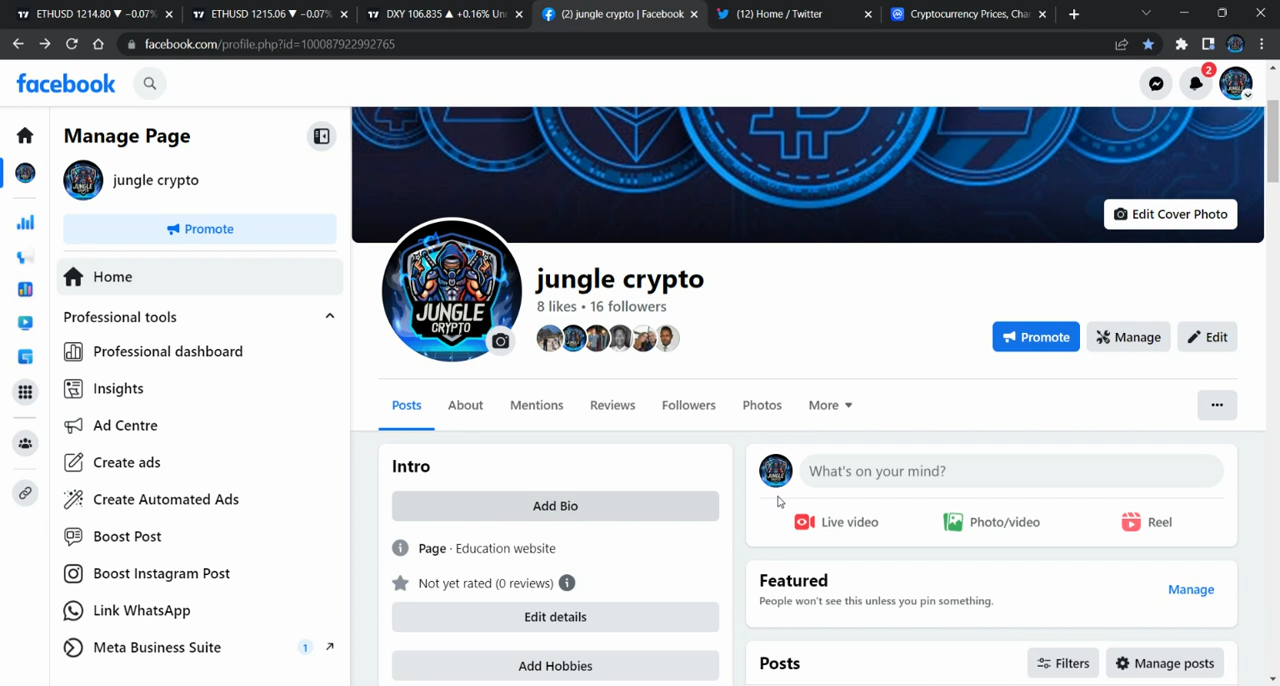 ETHUSD 1214.80 ▼ −0.07%
ETHUSD 1215.06 ▼ −0.07%
DXY 106.835 ▲ +0.16% Un
(2) jungle crypto | Facebook
(12) Home / Twitter
Cryptocurrency Prices, Cha
facebook.com/profile.php?id=100087922992765
facebook
2
Manage Page
jungle crypto
Promote
Home
Professional tools
Professional dashboard
Insights
Ad Centre
Create ads
Create Automated Ads
Boost Post
Boost Instagram Post
Link WhatsApp
Meta Business Suite 1
Edit Cover Photo
JUNGLE
CRYPTO
jungle crypto
8 likes • 16 followers
Promote
Manage
Edit
Posts
About
Mentions
Reviews
Followers
Photos
More
Intro
Add Bio
Page · Education website
Not yet rated (0 reviews)
Edit details
Add Hobbies
What's on your mind?
Live video
Photo/video
Reel
Featured
Manage
People won't see this unless you pin something.
Posts
Filters
Manage posts